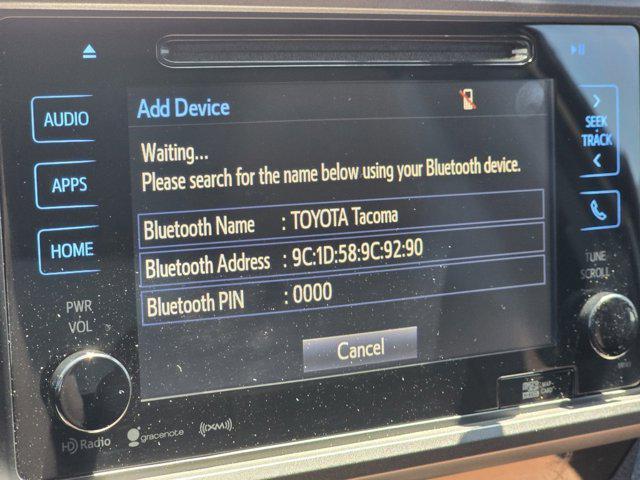 Add Device
AUDIO
APPS
HOME
PWR
VOL
Waiting...
Please search for the name below using your Bluetooth device.
Bluetooth Name : TOYOTA Tacoma
Bluetooth Address : 9C:1D:58:9C:92:90
Bluetooth PIN : 0000
Cancel
SEEK
TRACK
TUNE
SCROLL
HD Radio
gracenote
((XM))